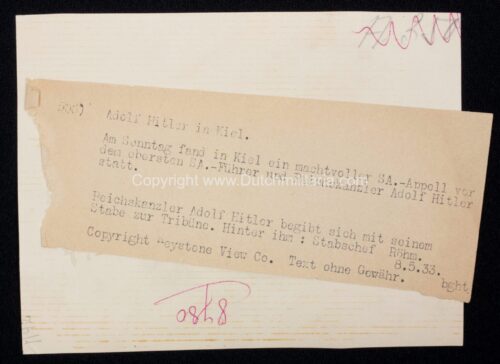 Adolf Hitler in Kiel.
Am Sonntag fand in Kiel ein machtvoller SA.-Appell vor
dem obersten SA.-Führer und Reichskanzler Adolf Hitler
statt.
Reichskanzler Adolf Hitler begibt sich mit seinem
Stabe zur Tribüne. Hinter ihm : Stabschef Röhm.
8.5.33.
Copyright Keystone View Co. Text ohne Gewähr. bght
Copyright www.Dutchmilitaria.com
8980